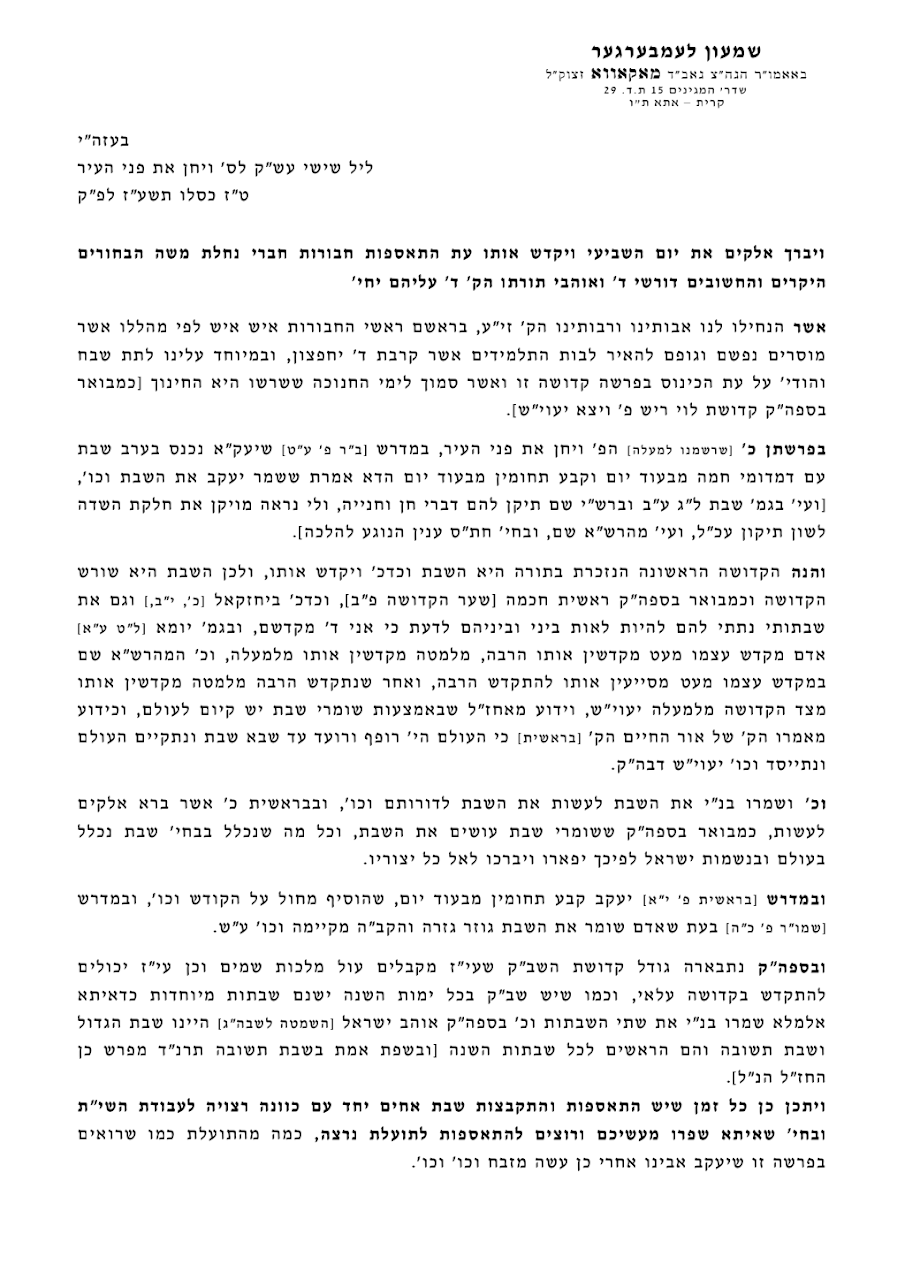 שמעון לעמבערגער
באאמו״ר הגה״צ גאב״ד מאקאווא זצוק״ל
שדר׳ המגינים 15 ת.ד. 29
קרית – אתא ת״ו
בעזה״י
ליל שישי עש״ק לס׳ ויחן את פני העיר
ט״ז כסלו תשע״ז לפ״ק
ויברך אלקים את יום השביעי ויקדש אותו עת התאספות חבורות חברי נחלת משה הבחורים
היקרים והחשובים דורשי ד׳ ואוהבי תורתו הק׳ ד׳ עליהם יחי׳
אשר הנחילו לנו אבותינו ורבותינו הק׳ זי״ע, בראשם ראשי החבורות איש איש לפי מהללו אשר
מוסרים נפשם וגופם להאיר לבות התלמידים אשר קרבת ד׳ יחפצון, ובמיוחד עלינו לתת שבח
והודי׳ על עת הכינוס בפרשה קדושה זו ואשר סמוך לימי החנוכה ששרשו היא החינוך [כמבואר
בספה״ק קדושת לוי ריש פ׳ ויצא יעוי״ש].
בפרשתן כ׳ [שרשמנו למעלה] הפ׳ ויחן את פני העיר, במדרש [ב״ר פ׳ ע״ט] שיעק״א נכנס בערב שבת
עם דמדומי חמה מבעוד יום וקבע תחומין מבעוד יום הדא אמרת ששמר יעקב את השבת וכו׳,
[ועי׳ בגמ׳ שבת ל״ג ע״ב וברש״י שם תיקן להם דברי חן וחנייה, ולי נראה מויקן את חלקת השדה
לשון תיקון עכ״ל, ועי׳ מהרש״א שם, ובחי׳ חת״ס ענין הנוגע להלכה].
והנה הקדושה הראשונה הנזכרת בתורה היא השבת וכדכ׳ ויקדש אותו, ולכן השבת היא שורש
הקדושה וכמבואר בספה״ק ראשית חכמה [שער הקדושה פ״ב], וכדכ׳ ביחזקאל [כ׳, י״ב,] וגם את
שבתותי נתתי להם להיות לאות ביני וביניהם לדעת כי אני ד׳ מקדשם, ובגמ׳ יומא [ל״ט ע״א]
אדם מקדש עצמו מעט מקדשין אותו הרבה, מלמטה מקדשין אותו מלמעלה, וכ׳ המהרש״א שם
במקדש עצמו מעט מסייעין אותו להתקדש הרבה, ואחר שנתקדש הרבה מלמטה מקדשין אותו
מצד הקדושה מלמעלה יעוי״ש, וידוע מאחז״ל שבאמצעות שומרי שבת יש קיום לעולם, וכידוע
מאמרו הק׳ של אור החיים הק׳ [בראשית] כי העולם הי׳ רופף ורועד עד שבא שבת ונתקיים העולם
ונתייסד וכו׳ יעוי״ש דבה״ק.
וכ׳ ושמרו בנ״י את השבת לעשות את השבת לדורותם וכו׳, ובבראשית כ׳ אשר ברא אלקים
לעשות, כמבואר בספה״ק ששומרי שבת עושים את השבת, וכל מה שנכלל בבחי׳ שבת נכלל
בעולם ובנשמות ישראל לפיכך יפארו ויברכו לאל כל יצוריו.
ובמדרש [בראשית פ׳ י״א] יעקב קבע תחומין מבעוד יום, שהוסיף מחול על הקודש וכו׳, ובמדרש
[שמו״ר פ׳ כ״ה] בעת שאדם שומר את השבת גוזר גזרה והקב״ה מקיימה וכו׳ ע״ש.
ובספה״ק נתבארה גודל קדושת השב״ק שעי״ז מקבלים עול מלכות שמים וכן עי״ז יכולים
להתקדש בקדושה עלאי, וכמו שיש שב״ק בכל ימות השנה ישנם שבתות מיוחדות כדאיתא
אלמלא שמרו בנ״י את שתי השבתות וכ׳ בספה״ק אוהב ישראל [השמטה לשבה״ג] היינו שבת הגדול
ושבת תשובה והם הראשים לכל שבתות השנה [ובשפת אמת בשבת תשובה תרנ״ד מפרש כן
החז״ל הנ״ל].
ויתכן כן כל זמן שיש התאספות והתקבצות שבת אחים יחד עם כוונה רצויה לעבודת השי״ת
ובחי׳ שאיתא שפרו מעשיכם ורוצים להתאספות לתועלת נרצה, כמה מהתועלת כמו שרואים
בפרשה זו שיעקב אבינו אחרי כן עשה מזבח וכו׳ וכו׳.